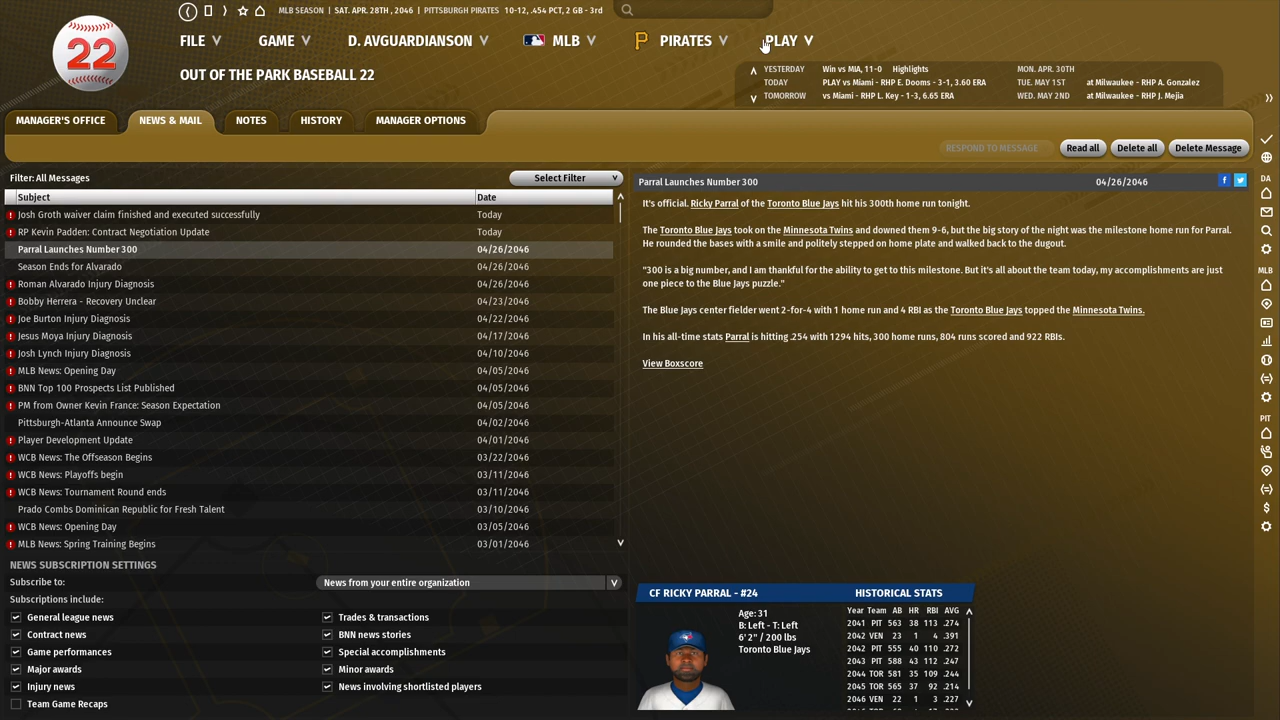 MLB SEASON | SAT. APR. 28TH , 2046 | PITTSBURGH PIRATES 10-12, .454 PCT, 2 GB - 3rd
22
FILE GAME D. AVGUARDIANSON MLB PIRATES PLAY
OUT OF THE PARK BASEBALL 22
YESTERDAY Win vs MIA, 11-0 Highlights MON. APR. 30TH
TODAY PLAY vs Miami - RHP E. Dooms - 3-1, 3.60 ERA TUE. MAY 1ST at Milwaukee - RHP A. Gonzalez
TOMORROW vs Miami - RHP L. Key - 1-3, 6.65 ERA WED. MAY 2ND at Milwaukee - RHP J. Mejia
MANAGER'S OFFICE NEWS & MAIL NOTES HISTORY MANAGER OPTIONS
RESPOND TO MESSAGE Read all Delete all Delete Message
Filter: All Messages Select Filter
Subject Date
Josh Groth waiver claim finished and executed successfully Today
RP Kevin Padden: Contract Negotiation Update Today
Parral Launches Number 300 04/26/2046
Season Ends for Alvarado 04/26/2046
Roman Alvarado Injury Diagnosis 04/26/2046
Bobby Herrera - Recovery Unclear 04/23/2046
Joe Burton Injury Diagnosis 04/22/2046
Jesus Moya Injury Diagnosis 04/17/2046
Josh Lynch Injury Diagnosis 04/10/2046
MLB News: Opening Day 04/05/2046
BNN Top 100 Prospects List Published 04/05/2046
PM from Owner Kevin France: Season Expectation 04/05/2046
Pittsburgh-Atlanta Announce Swap 04/02/2046
Player Development Update 04/01/2046
WCB News: The Offseason Begins 03/22/2046
WCB News: Playoffs begin 03/11/2046
WCB News: Tournament Round ends 03/11/2046
Prado Combs Dominican Republic for Fresh Talent 03/10/2046
WCB News: Opening Day 03/05/2046
MLB News: Spring Training Begins 03/01/2046
NEWS SUBSCRIPTION SETTINGS
Subscribe to: News from your entire organization
Subscriptions include:
General league news Trades & transactions
Contract news BNN news stories
Game performances Special accomplishments
Major awards Minor awards
Injury news News involving shortlisted players
Team Game Recaps
Parral Launches Number 300 04/26/2046
It's official. Ricky Parral of the Toronto Blue Jays hit his 300th home run tonight.
The Toronto Blue Jays took on the Minnesota Twins and downed them 9-6, but the big story of the night was the milestone home run for Parral.
He rounded the bases with a smile and politely stepped on home plate and walked back to the dugout.
"300 is a big number, and I am thankful for the ability to get to this milestone. But it's all about the team today, my accomplishments are just
one piece to the Blue Jays puzzle."
The Blue Jays center fielder went 2-for-4 with 1 home run and 4 RBI as the Toronto Blue Jays topped the Minnesota Twins.
In his all-time stats Parral is hitting .254 with 1294 hits, 300 home runs, 804 runs scored and 922 RBIs.
View Boxscore
CF RICKY PARRAL - #24 HISTORICAL STATS
Age: 31
B: Left - T: Left
6' 2" / 200 lbs
Toronto Blue Jays
Year Team AB HR RBI AVG
2041 PIT 563 38 113 .274
2042 VEN 23 1 4 .391
2042 PIT 555 40 110 .272
2043 PIT 588 43 112 .247
2044 TOR 581 35 109 .244
2045 TOR 565 37 92 .214
2046 VEN 22 1 3 .227
DA
MLB
PIT